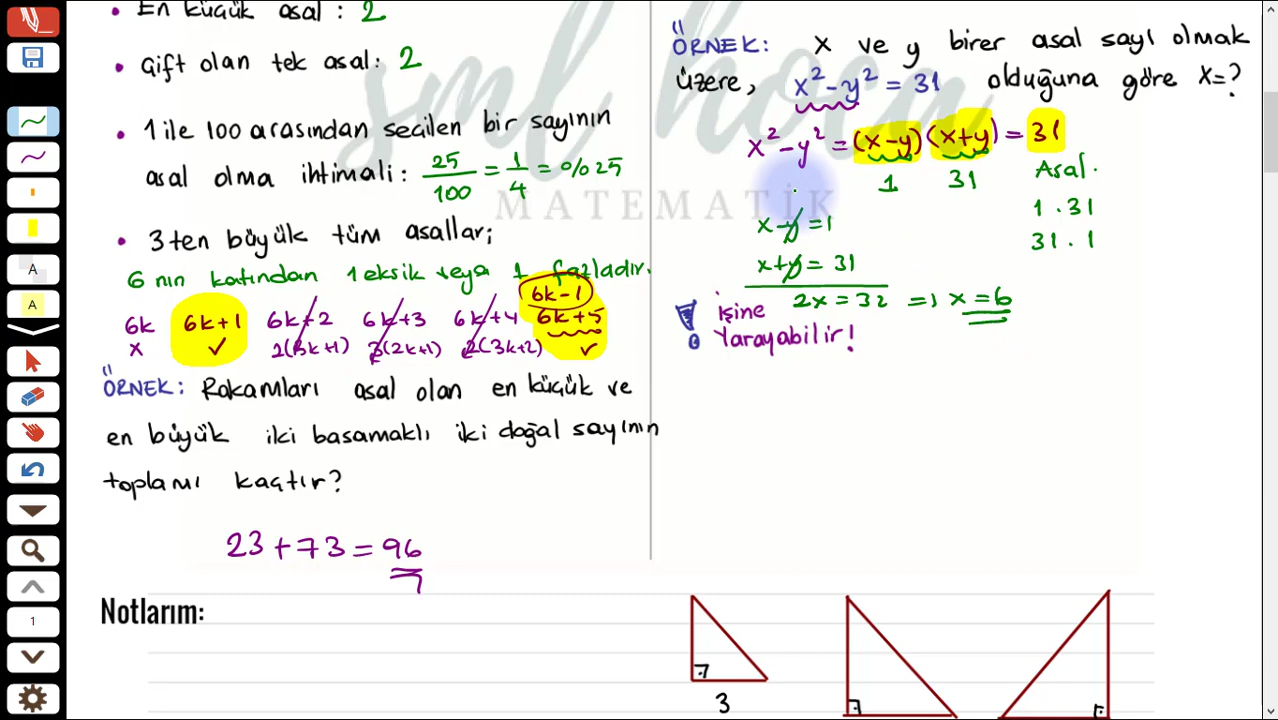 • En küçük asal : 2
• Çift olan tek asal: 2
• 1 ile 100 arasından seçilen bir sayının
asal olma ihtimali : 25/100 = 1/4 = %25
• 3 ten büyük tüm asallar;
6 nın katından 1 eksik veya 1 fazladır.
6k-1
6k 6k+1 6k+2 6k+3 6k+4 6k+5
x ✓ 2(3k+1) 3(2k+1) 2(3k+2) ✓
ÖRNEK: Rakamları asal olan en küçük ve
en büyük iki basamaklı iki doğal sayının
toplamı kaçtır?
23+73=96
Notlarım:
ÖRNEK: x ve y birer asal sayı olmak
üzere, x²-y² = 31 olduğuna göre x=?
x²-y² = (x-y)(x+y) = 31
1 31 Asal.
1.31
31.1
x-y=1
x+y=31
2x=32 => x=6
! İşine
Yarayabilir!
3
sml hoca
MATEMATİK
A
A
1